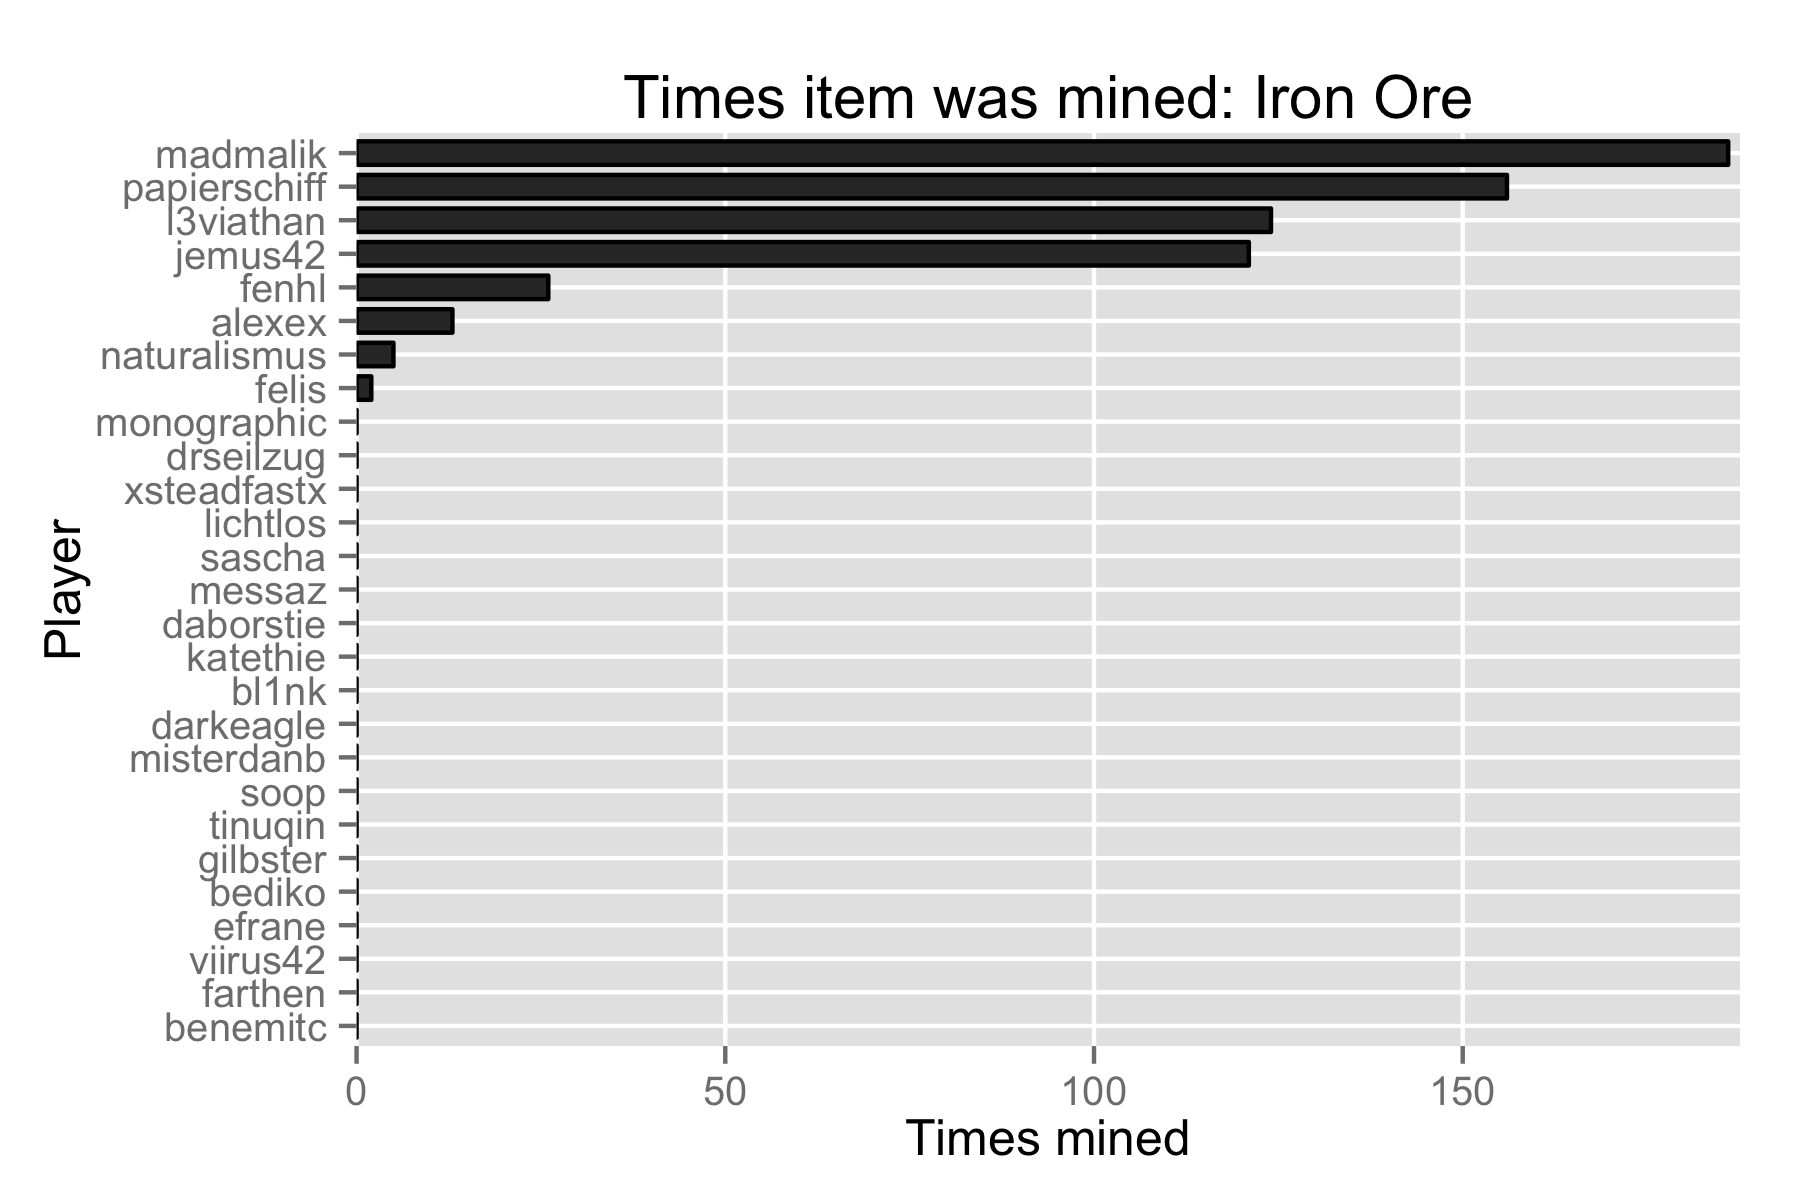 Times item was mined: Iron Ore
madmalik
papierschiff
l3viathan
jemus42
fenhl
alexex
naturalismus
felis
monographic
drseilzug
xsteadfastx
lichtlos
sascha
messaz
daborstie
katethie
bl1nk
darkeagle
misterdanb
soop
tinuqin
gilbster
bediko
efrane
viirus42
farthen
benemitc
Player
0 50 100 150
Times mined